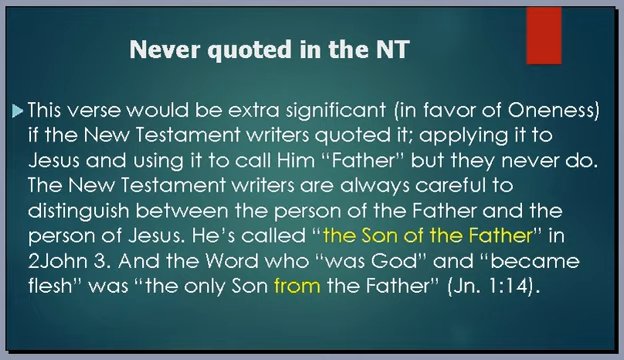 Never quoted in the NT
This verse would be extra significant (in favor of Oneness)
if the New Testament writers quoted it; applying it to
Jesus and using it to call Him “Father” but they never do.
The New Testament writers are always careful to
distinguish between the person of the Father and the
person of Jesus. He’s called “the Son of the Father” in
2John 3. And the Word who “was God” and “became
flesh” was “the only Son from the Father” (Jn. 1:14).